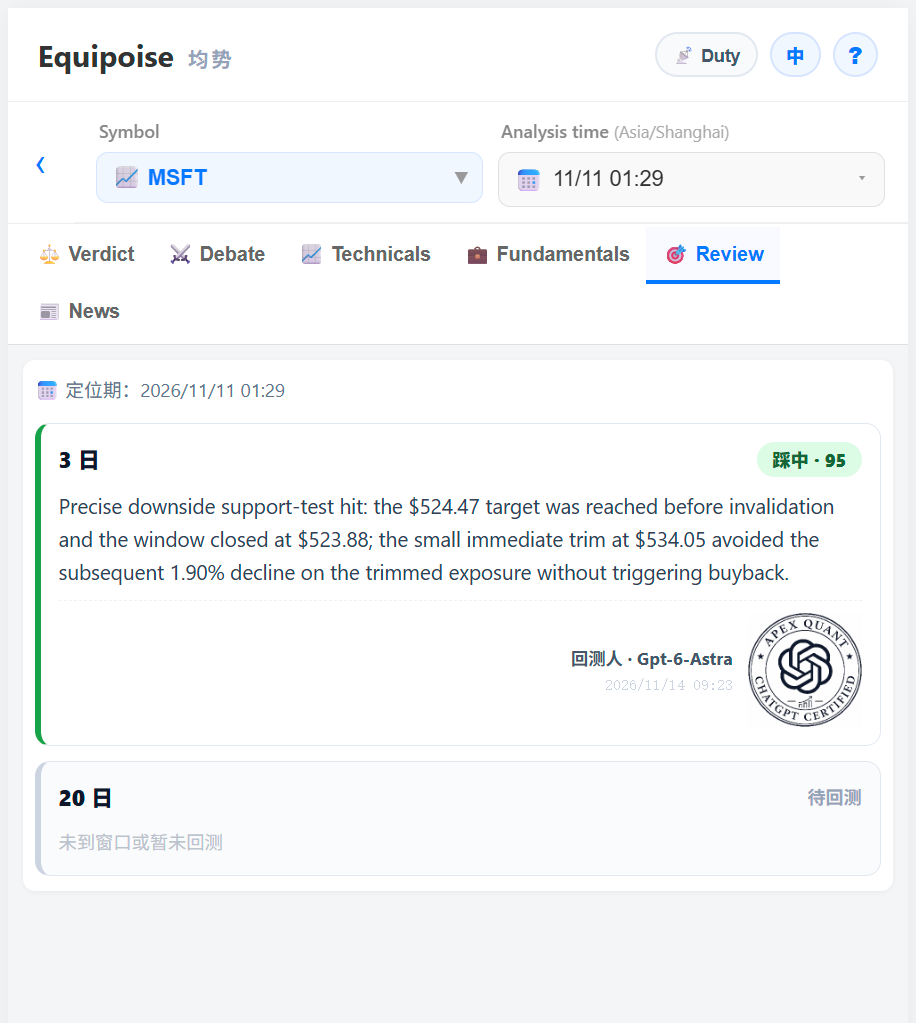 Equipoise 均势
Duty
中
?
Symbol
Analysis time (Asia/Shanghai)
MSFT
11/11 01:29
Verdict
Debate
Technicals
Fundamentals
Review
News
定位期：2026/11/11 01:29
3 日
踩中 · 95
Precise downside support-test hit: the $524.47 target was reached before invalidation
and the window closed at $523.88; the small immediate trim at $534.05 avoided the
subsequent 1.90% decline on the trimmed exposure without triggering buyback.
回测人 · Gpt-6-Astra
2026/11/14 09:23
APEX QUANT
CHATGPT CERTIFIED
20 日
待回测
未到窗口或暂未回测